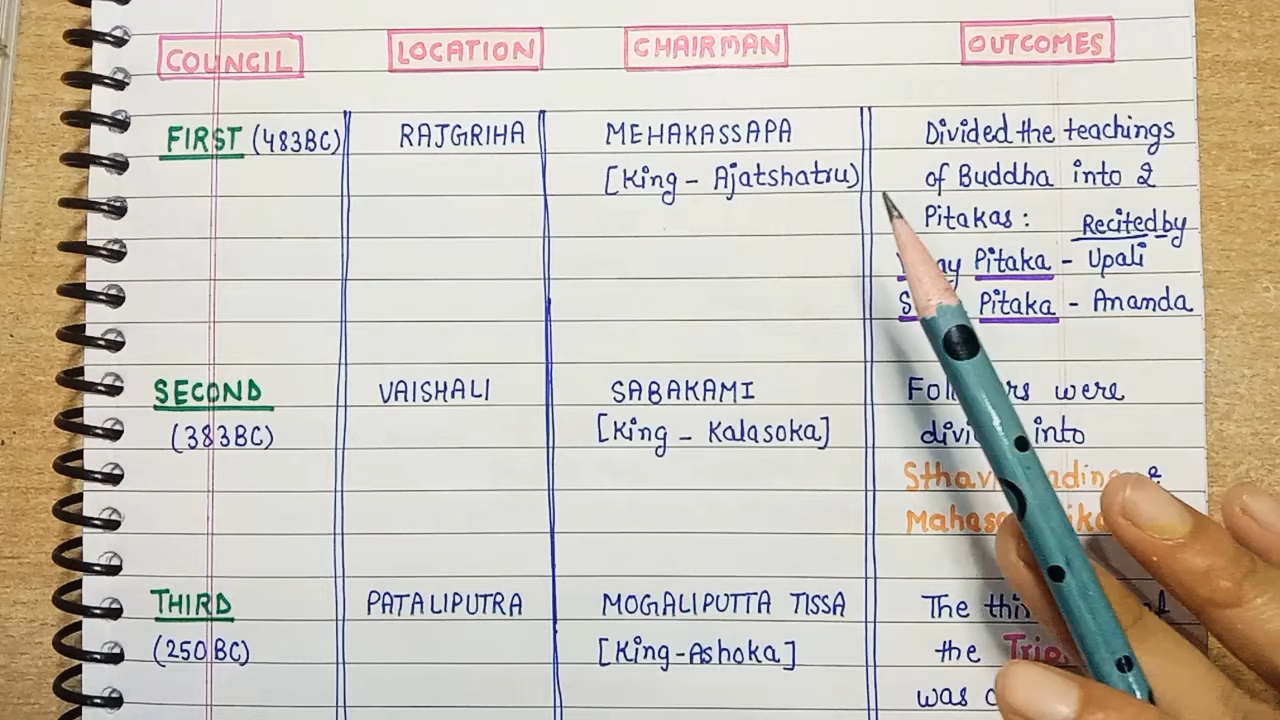 COUNCIL LOCATION CHAIRMAN OUTCOMES
FIRST (483BC) RAJGRIHA MEHAKASSAPA Divided the teachings
[King - Ajatshatru) of Buddha into 2
Pitakas: Recited by
Pitaka - Upali
Pitaka - Ananda
SECOND VAISHALI SABAKAMI were
(383BC) [King - Kalasoka] into
&
THIRD PATALIPUTRA MOGALIPUTTA TISSA The
(250BC) [King-Ashoka] the
was